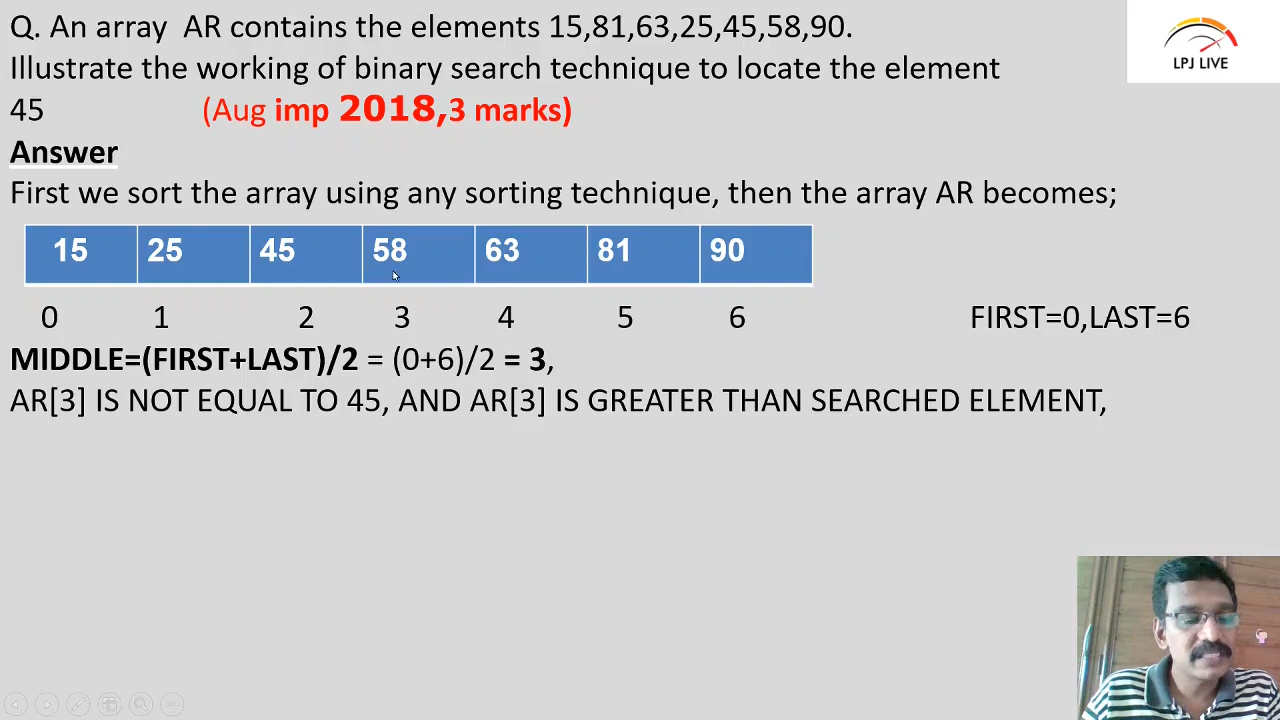 Q. An array AR contains the elements 15,81,63,25,45,58,90.
LPJ LIVE
Illustrate the working of binary search technique to locate the element
45 (Aug imp 2018,3 marks)
Answer
First we sort the array using any sorting technique, then the array AR becomes;
15 25 45 58 63 81 90
0 1 2 3 4 5 6 FIRST=0,LAST=6
MIDDLE=(FIRST+LAST)/2 = (0+6)/2 = 3,
AR[3] IS NOT EQUAL TO 45, AND AR[3] IS GREATER THAN SEARCHED ELEMENT,